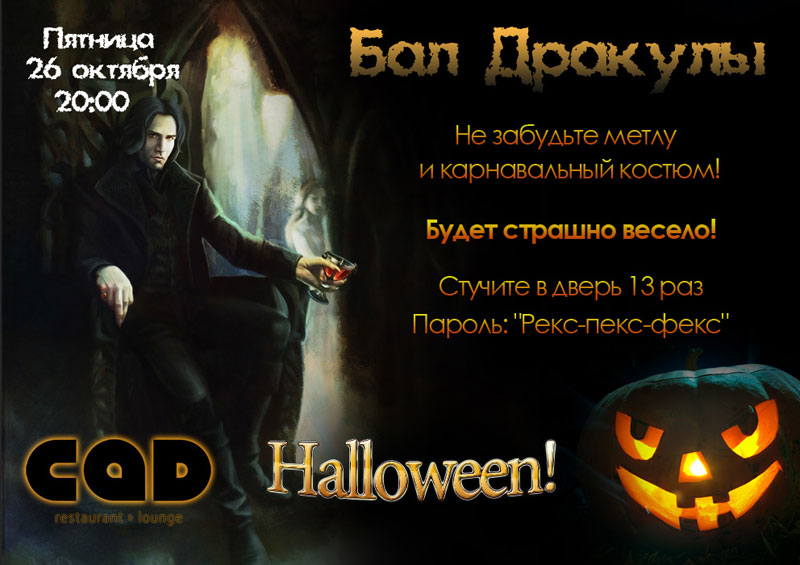 Пятница
26 октября
20:00
Бал Дракулы
Не забудьте метлу
и карнавальный костюм!
Будет страшно весело!
Стучите в дверь 13 раз
Пароль: "Рекс-пекс-фекс"
CAD
restaurant • lounge
Halloween!